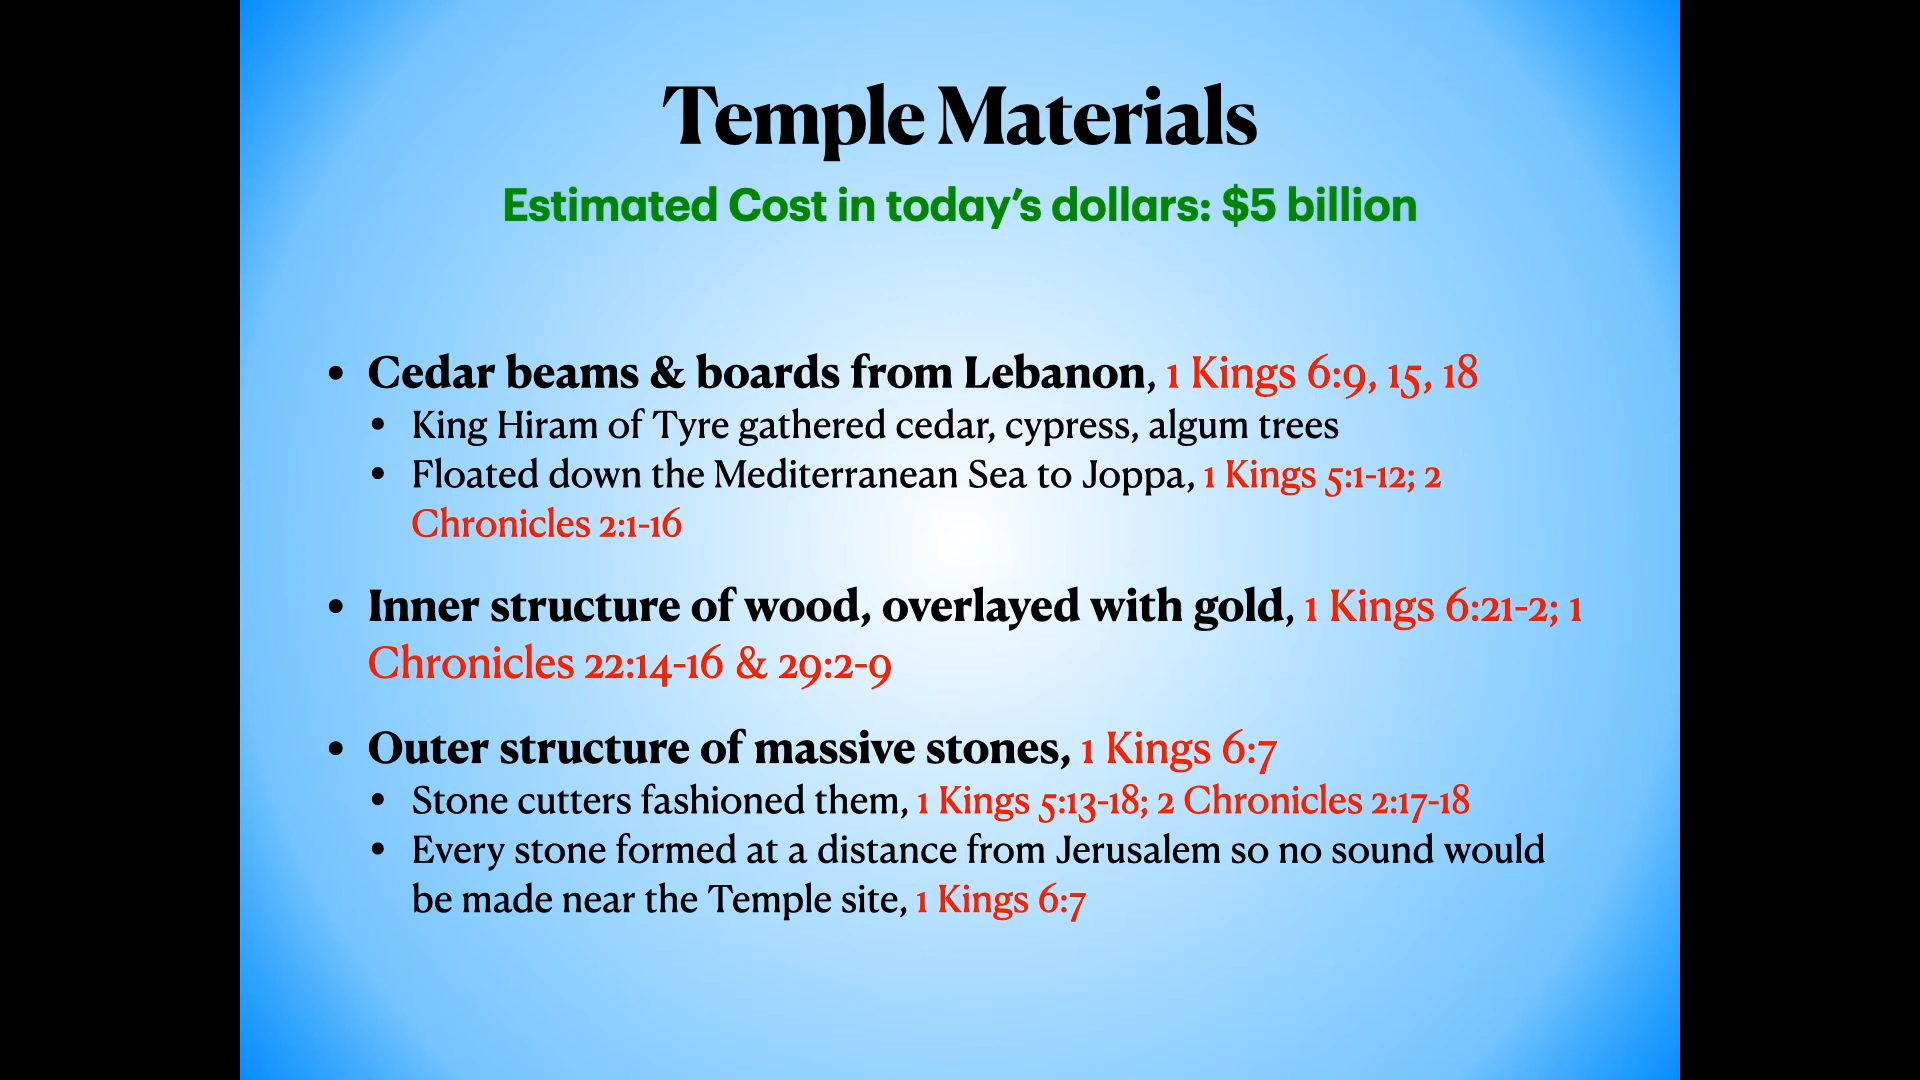 Temple Materials
Estimated Cost in today’s dollars: $5 billion
• Cedar beams & boards from Lebanon, 1 Kings 6:9, 15, 18
• King Hiram of Tyre gathered cedar, cypress, algum trees
• Floated down the Mediterranean Sea to Joppa, 1 Kings 5:1-12; 2
Chronicles 2:1-16
• Inner structure of wood, overlayed with gold, 1 Kings 6:21-2; 1
Chronicles 22:14-16 & 29:2-9
• Outer structure of massive stones, 1 Kings 6:7
• Stone cutters fashioned them, 1 Kings 5:13-18; 2 Chronicles 2:17-18
• Every stone formed at a distance from Jerusalem so no sound would
be made near the Temple site, 1 Kings 6:7